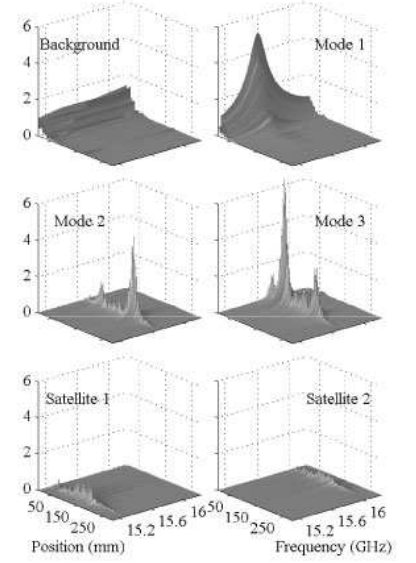 6
4
2
0
Background
Mode 1
6
4
2
0
Mode 2
Mode 3
6
4
2
0
Satellite 1
Satellite 2
50 150 250
15.2 15.6 16
50 150 250
15.2 15.6 16
Position (mm)
Frequency (GHz)